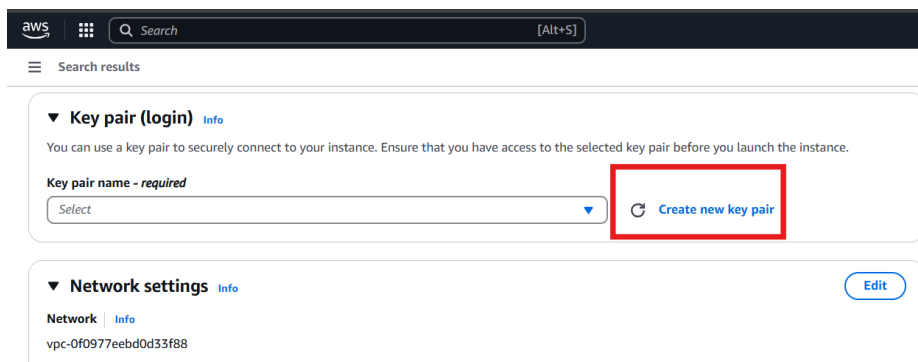 aws
Search [Alt+S]
Search results
Key pair (login) Info
You can use a key pair to securely connect to your instance. Ensure that you have access to the selected key pair before you launch the instance.
Key pair name - required
Select
Create new key pair
Network settings Info
Edit
Network Info
vpc-0f0977eebd0d33f88